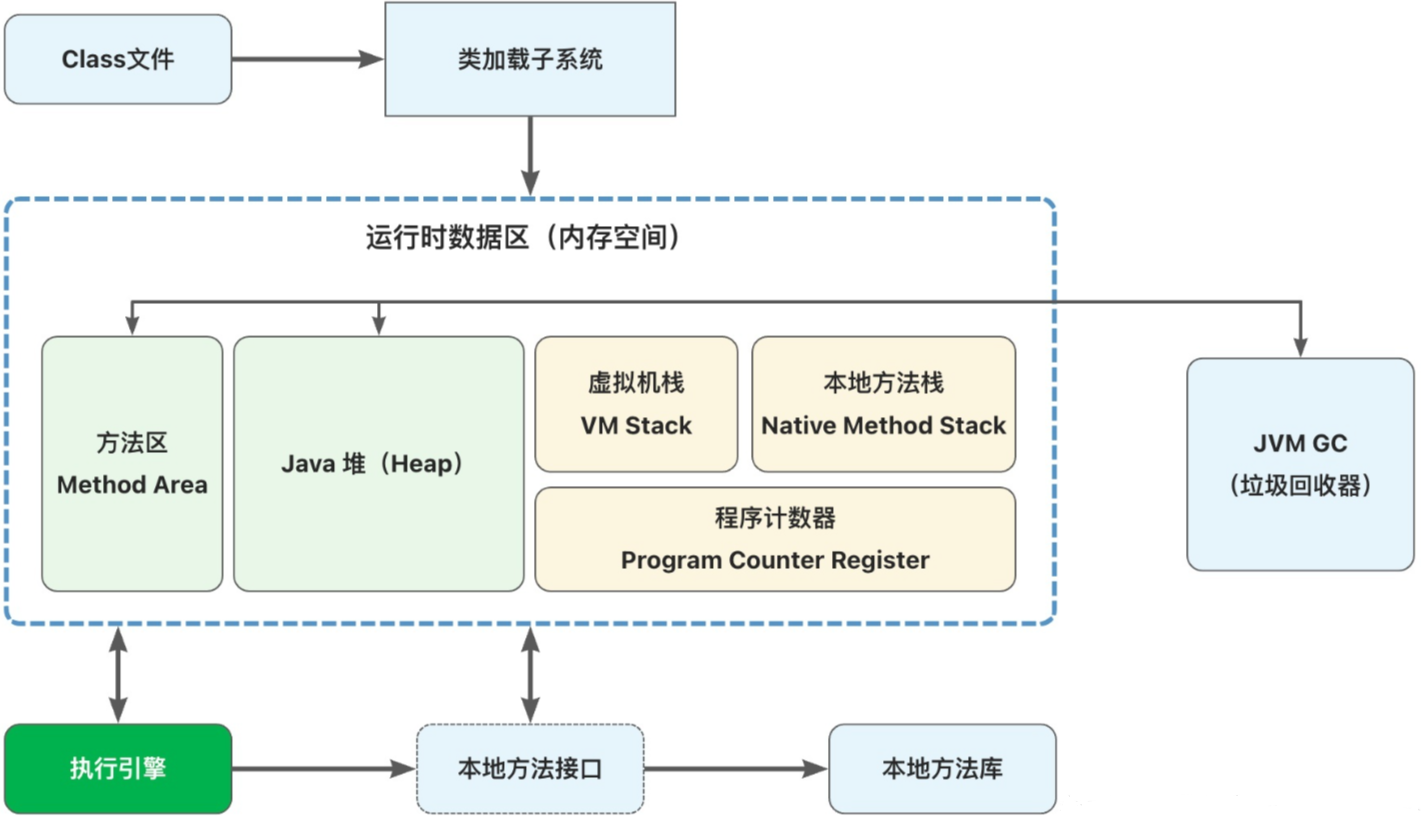 Class文件
类加载子系统
运行时数据区（内存空间）
方法区
Method Area
Java 堆（Heap）
虚拟机栈
VM Stack
本地方法栈
Native Method Stack
程序计数器
Program Counter Register
JVM GC
（垃圾回收器）
执行引擎
本地方法接口
本地方法库